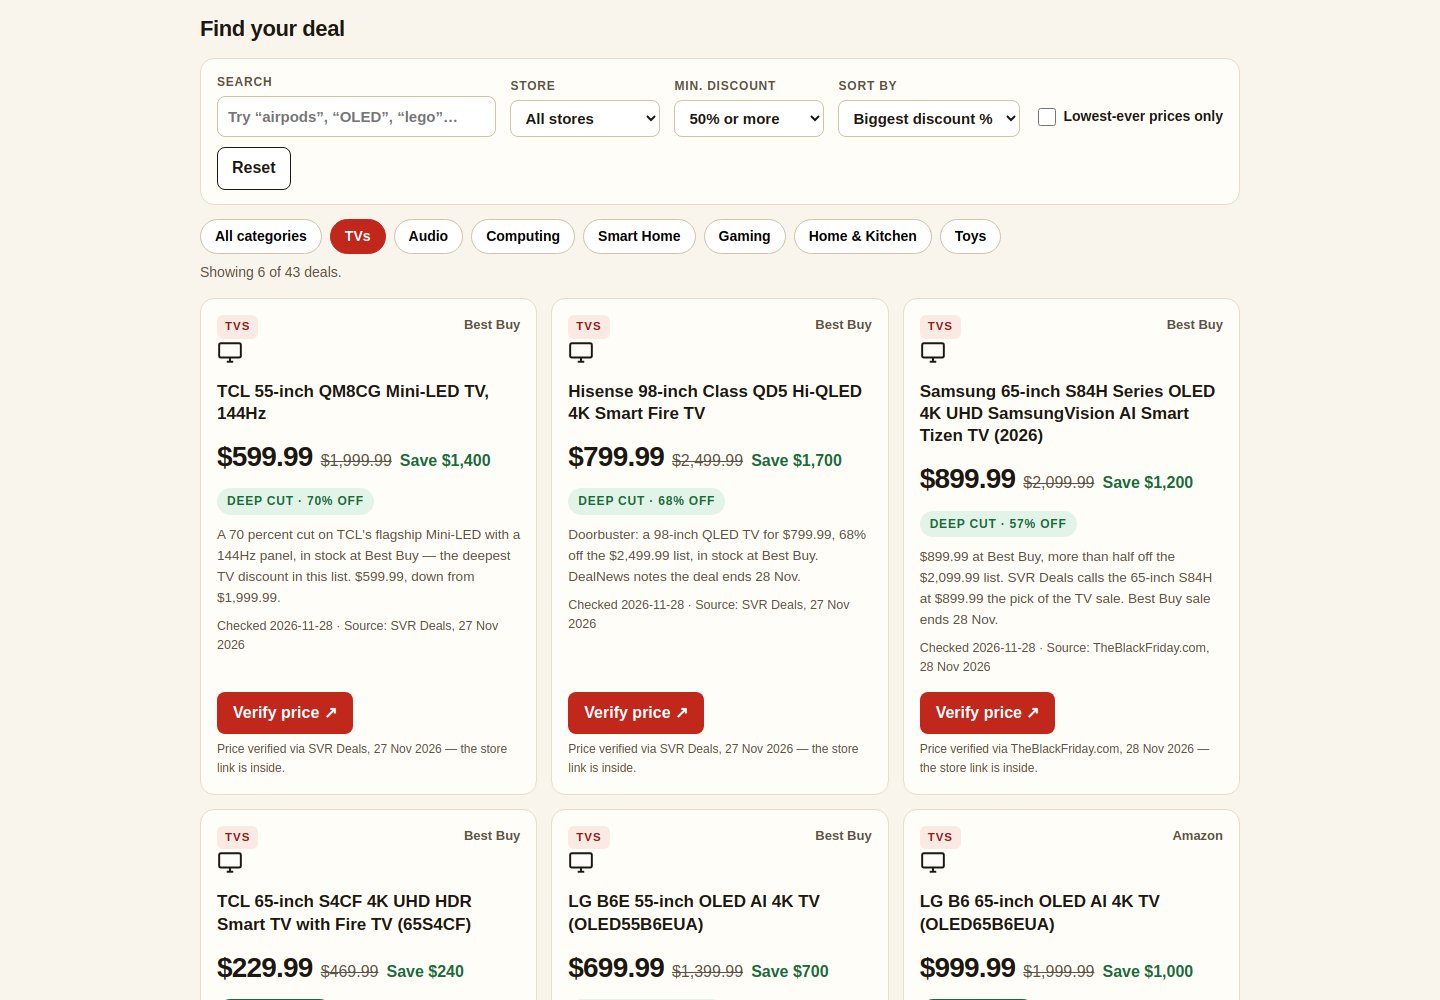 Find your deal
SEARCH
STORE
MIN. DISCOUNT
SORT BY
Try “airpods”, “OLED”, “lego”…
All stores
50% or more
Biggest discount %
Lowest-ever prices only
Reset
All categories
TVs
Audio
Computing
Smart Home
Gaming
Home & Kitchen
Toys
Showing 6 of 43 deals.
TVS
Best Buy
TCL 55-inch QM8CG Mini-LED TV,
144Hz
$599.99 $1,999.99 Save $1,400
DEEP CUT · 70% OFF
A 70 percent cut on TCL's flagship Mini-LED with a
144Hz panel, in stock at Best Buy — the deepest
TV discount in this list. $599.99, down from
$1,999.99.
Checked 2026-11-28 · Source: SVR Deals, 27 Nov
2026
Verify price ↗
Price verified via SVR Deals, 27 Nov 2026 — the store
link is inside.
TVS
Best Buy
Hisense 98-inch Class QD5 Hi-QLED
4K Smart Fire TV
$799.99 $2,499.99 Save $1,700
DEEP CUT · 68% OFF
Doorbuster: a 98-inch QLED TV for $799.99, 68%
off the $2,499.99 list, in stock at Best Buy.
DealNews notes the deal ends 28 Nov.
Checked 2026-11-28 · Source: SVR Deals, 27 Nov
2026
Verify price ↗
Price verified via SVR Deals, 27 Nov 2026 — the store
link is inside.
TVS
Best Buy
Samsung 65-inch S84H Series OLED
4K UHD SamsungVision AI Smart
Tizen TV (2026)
$899.99 $2,099.99 Save $1,200
DEEP CUT · 57% OFF
$899.99 at Best Buy, more than half off the
$2,099.99 list. SVR Deals calls the 65-inch S84H
at $899.99 the pick of the TV sale. Best Buy sale
ends 28 Nov.
Checked 2026-11-28 · Source: TheBlackFriday.com,
28 Nov 2026
Verify price ↗
Price verified via TheBlackFriday.com, 28 Nov 2026 —
the store link is inside.
TVS
Best Buy
TCL 65-inch S4CF 4K UHD HDR
Smart TV with Fire TV (65S4CF)
$229.99 $469.99 Save $240
TVS
Best Buy
LG B6E 55-inch OLED AI 4K TV
(OLED55B6EUA)
$699.99 $1,399.99 Save $700
TVS
Amazon
LG B6 65-inch OLED AI 4K TV
(OLED65B6EUA)
$999.99 $1,999.99 Save $1,000